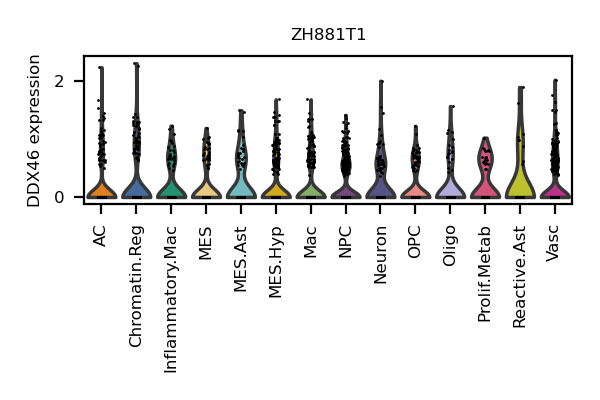 ZH881T1
DDX46 expression
2
0
AC
Chromatin.Reg
Inflammatory.Mac
MES
MES.Ast
MES.Hyp
Mac
NPC
Neuron
OPC
Oligo
Prolif.Metab
Reactive.Ast
Vasc